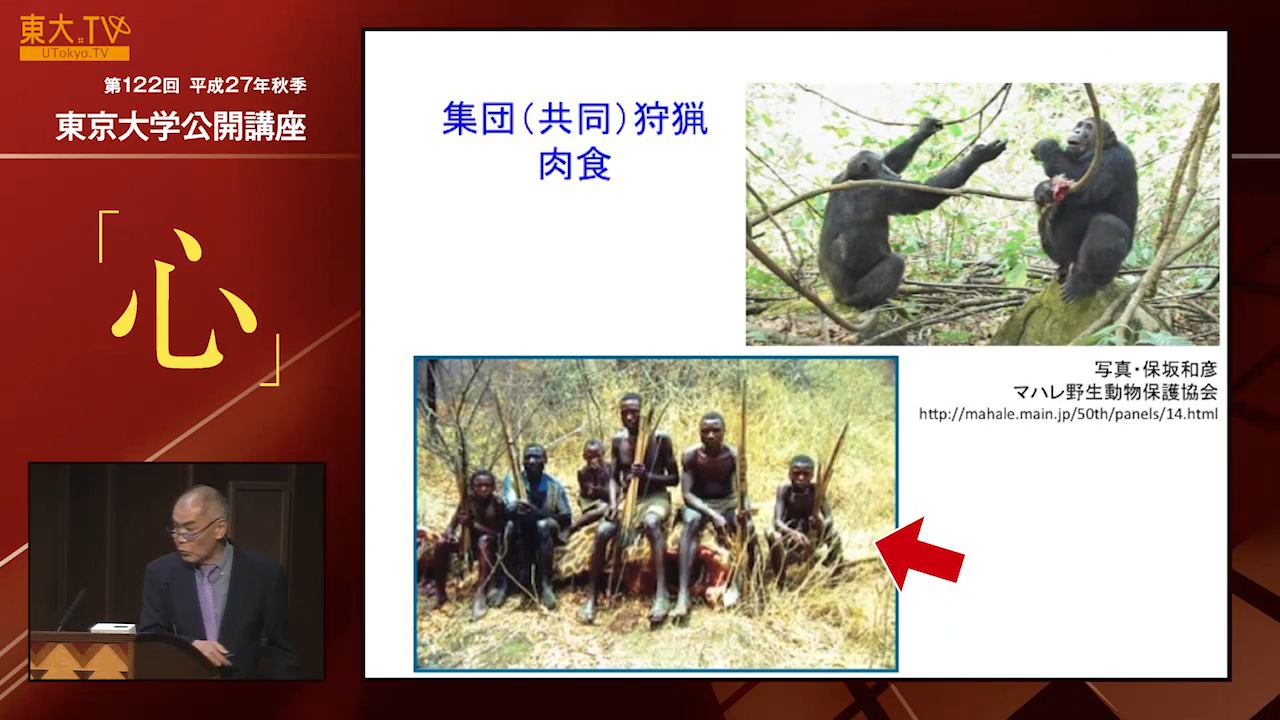 東大.TV
UTokyo.TV
第122回 平成27年秋季
東京大学公開講座
「心」
集団(共同)狩猟
肉食
写真・保坂和彦
マハレ野生動物保護協会
http://mahale.main.jp/50th/panels/14.html